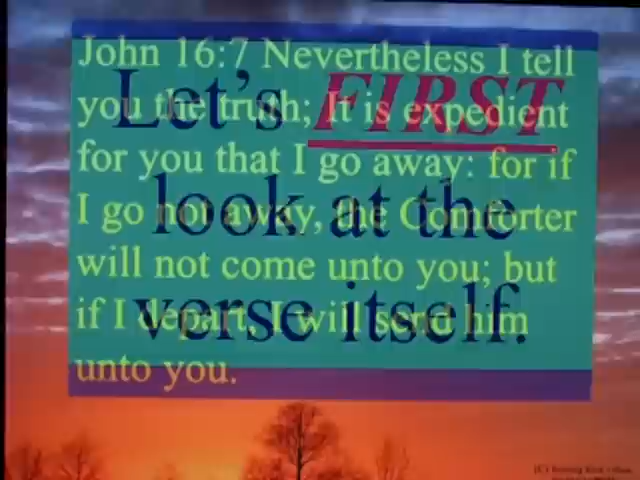 John 16:7 Nevertheless I tell
you the truth; It is expedient
for you that I go away: for if
I go not away, the Comforter
will not come unto you; but
if I depart, I will send him
unto you.
Let's FIRST
look at the
verse itself.